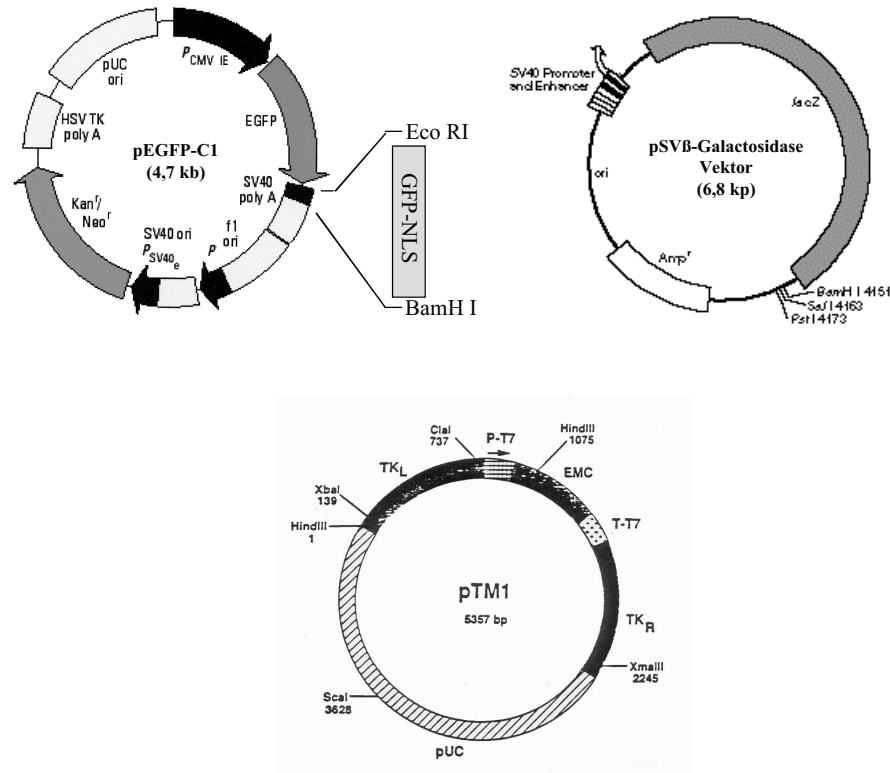 pUC
ori
P
CMV IE
HSV TK
poly A
EGFP
pEGFP-C1
(4,7 kb)
SV40
poly A
f1
ori
P
SV40 ori
P SV40 e
Kan r/
Neo r
Eco RI
GFP-NLS
BamH I
SV40 Promoter
and Enhancer
lacZ
pSVß-Galactosidase
Vektor
(6,8 kp)
ori
Amp r
BamH I 4151
Sal I 4163
Pst I 4173
ClaI
737
P-T7
HindIII
1075
TKL
EMC
XbaI
139
HindIII
1
T-T7
pTM1
5357 bp
TKR
XmaIII
2245
ScaI
3628
pUC